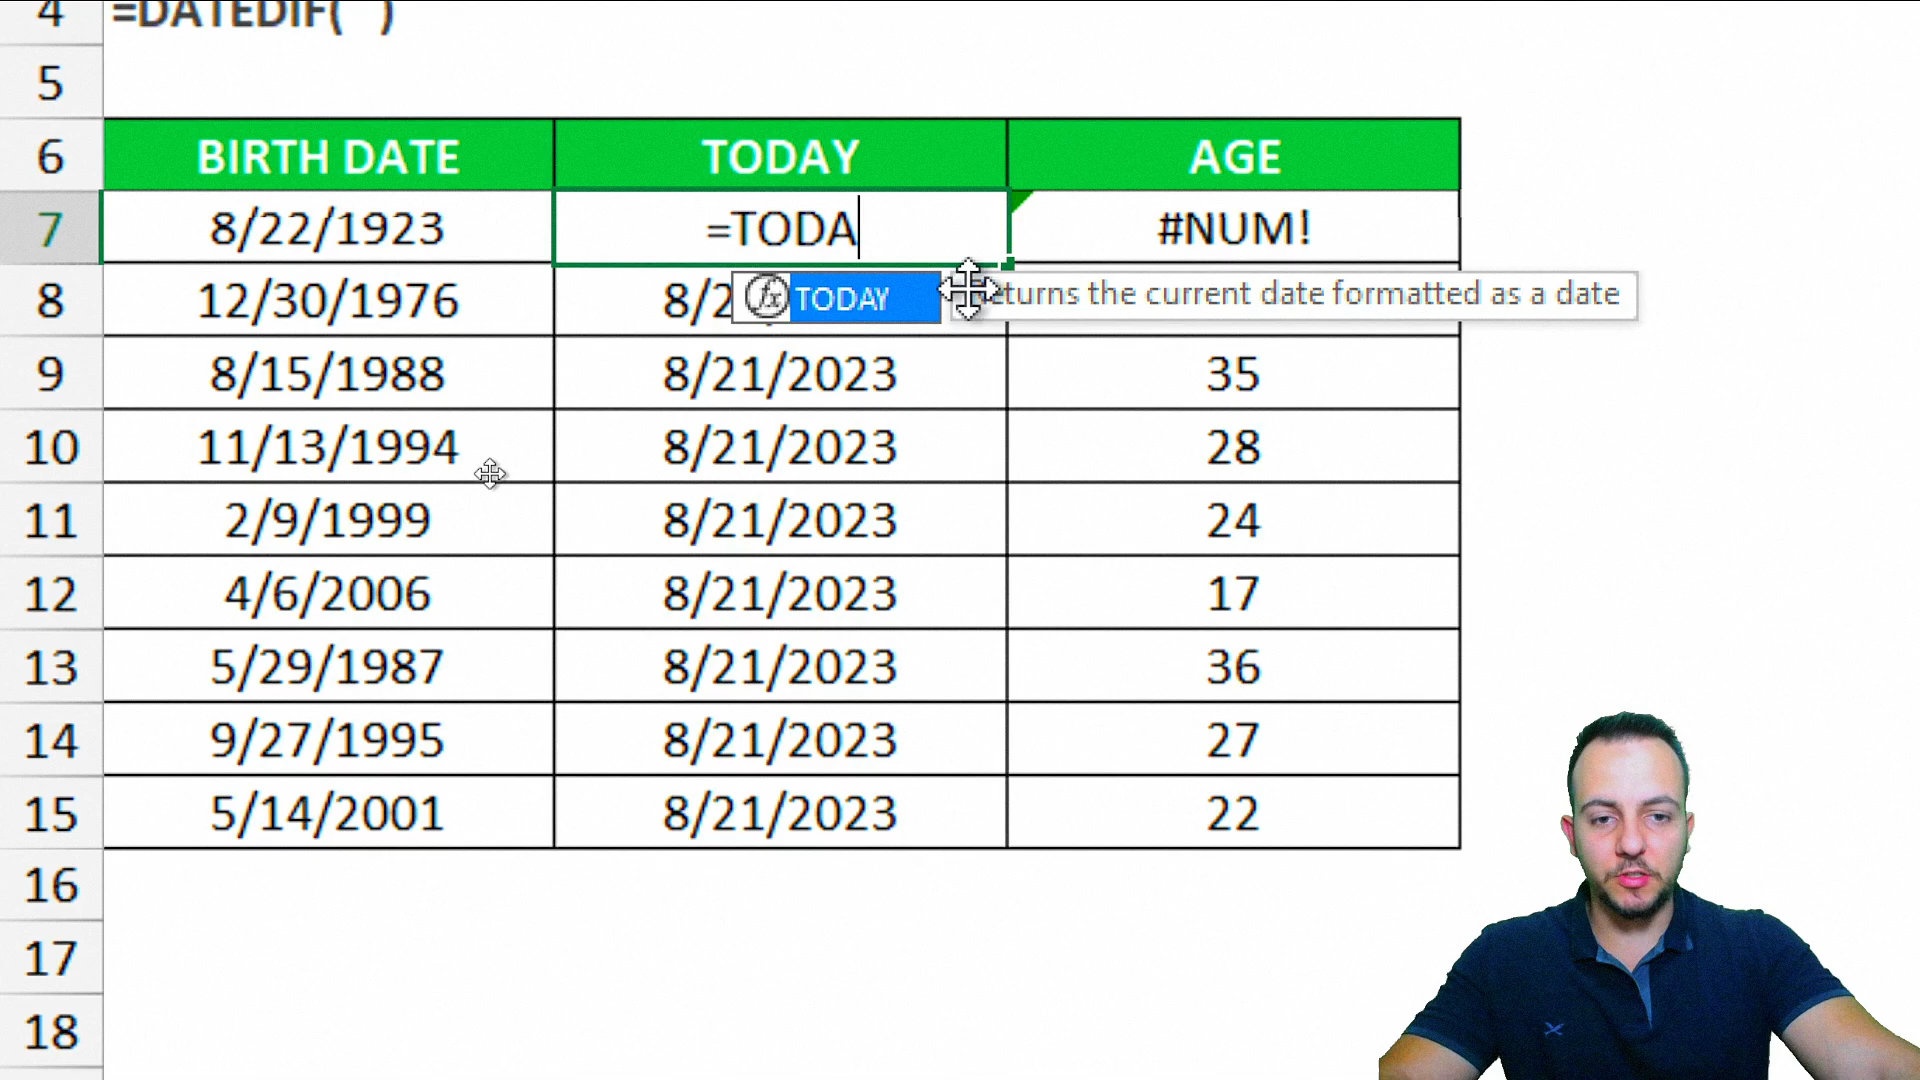 4 =DATEDIF( )
5
6 BIRTH DATE TODAY AGE
7 8/22/1923 =TODA #NUM!
8 12/30/1976 8/2
TODAY eturns the current date formatted as a date
9 8/15/1988 8/21/2023 35
10 11/13/1994 8/21/2023 28
11 2/9/1999 8/21/2023 24
12 4/6/2006 8/21/2023 17
13 5/29/1987 8/21/2023 36
14 9/27/1995 8/21/2023 27
15 5/14/2001 8/21/2023 22
16
17
18